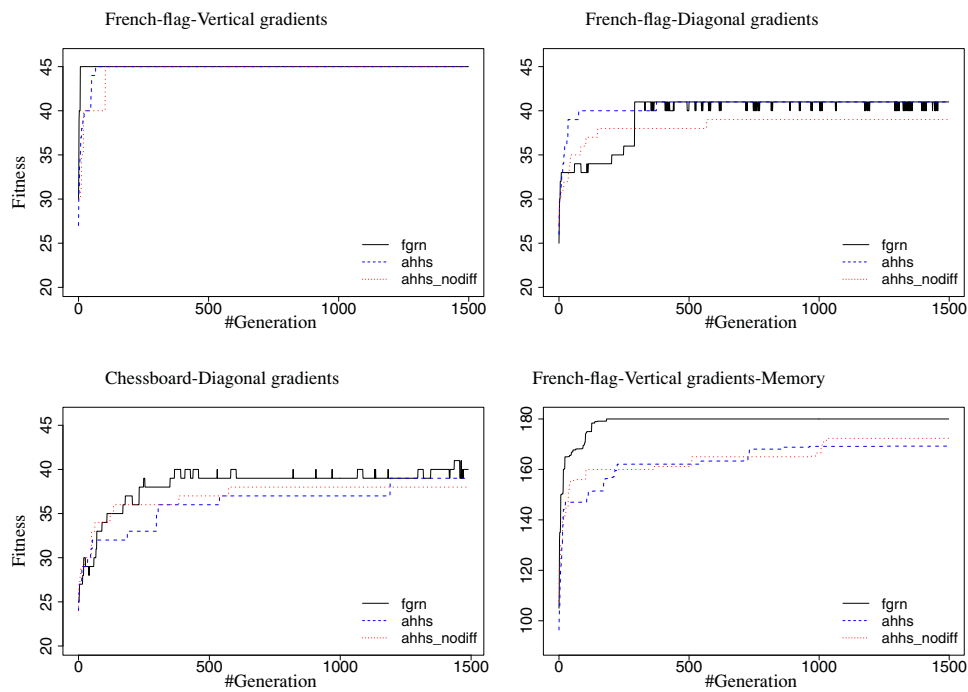 French-flag-Vertical gradients
Fitness
45
40
35
30
25
20
fgrn
ahhs
ahhs_nodiff
0 500 1000 1500
#Generation
French-flag-Diagonal gradients
45
40
35
30
25
20
fgrn
ahhs
ahhs_nodiff
0 500 1000 1500
#Generation
Chessboard-Diagonal gradients
Fitness
45
40
35
30
25
20
fgrn
ahhs
ahhs_nodiff
0 500 1000 1500
#Generation
French-flag-Vertical gradients-Memory
180
160
140
120
100
fgrn
ahhs
ahhs_nodiff
0 500 1000 1500
#Generation